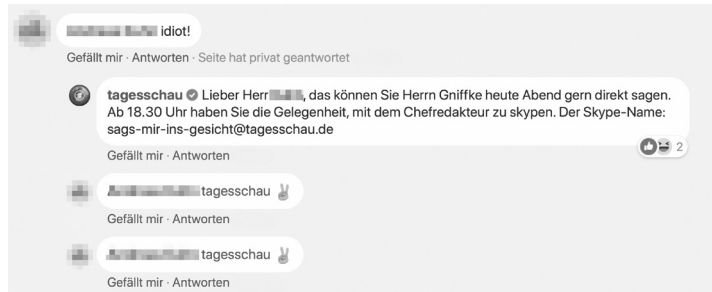 idiot!
Gefällt mir · Antworten · Seite hat privat geantwortet
tagesschau Lieber Herr, das können Sie Herrn Gniffke heute Abend gern direkt sagen.
Ab 18.30 Uhr haben Sie die Gelegenheit, mit dem Chefredakteur zu skypen. Der Skype-Name:
sags-mir-ins-gesicht@tagesschau.de
2
Gefällt mir · Antworten
tagesschau ✌
Gefällt mir · Antworten
tagesschau ✌
Gefällt mir · Antworten